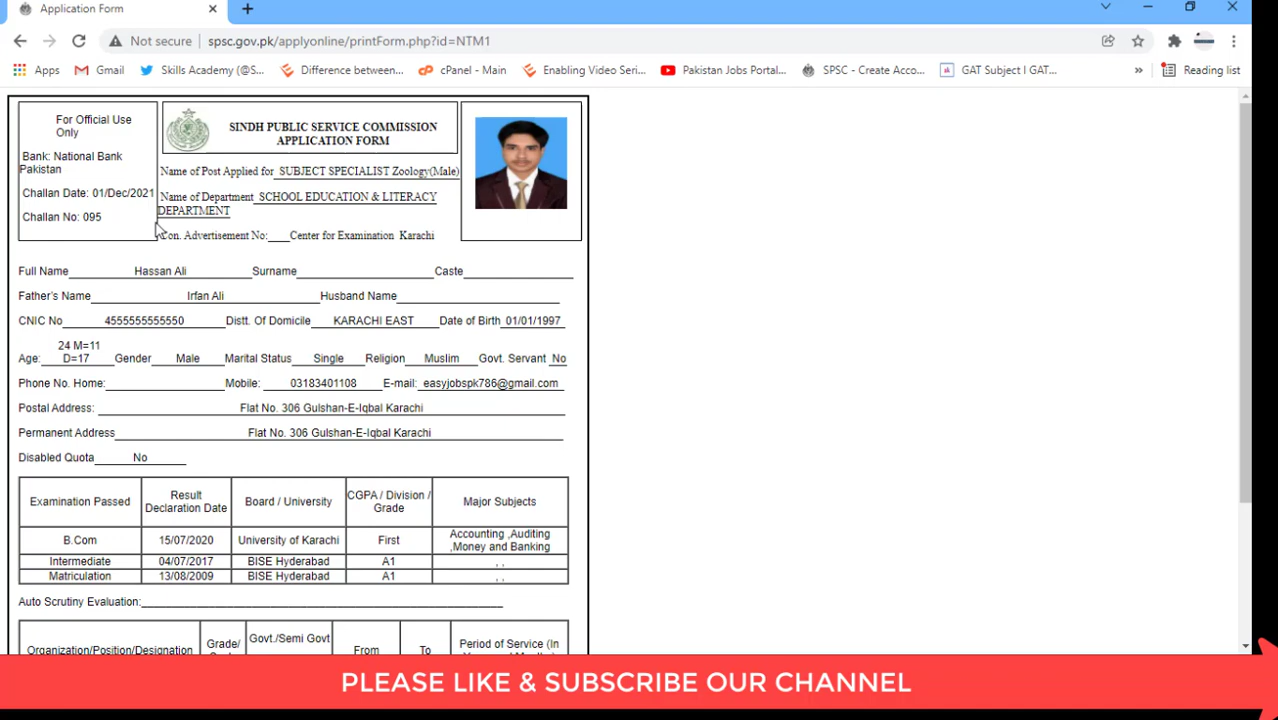 Application Form
Not secure spsc.gov.pk/applyonline/printForm.php?id=NTM1
Apps Gmail Skills Academy (@S... Difference between... cPanel - Main Enabling Video Seri... Pakistan Jobs Portal... SPSC - Create Acco... GAT Subject I GAT... » Reading list
For Official Use
Only
Bank: National Bank
Pakistan
Challan Date: 01/Dec/2021
Challan No: 095
SINDH PUBLIC SERVICE COMMISSION
APPLICATION FORM
Name of Post Applied for SUBJECT SPECIALIST Zoology(Male)
Name of Department SCHOOL EDUCATION & LITERACY
DEPARTMENT
Con. Advertisement No:____ Center for Examination Karachi
Full Name Hassan Ali Surname Caste
Father's Name Irfan Ali Husband Name
CNIC No 4555555555550 Distt. Of Domicile KARACHI EAST Date of Birth 01/01/1997
24 M=11
Age: D=17 Gender Male Marital Status Single Religion Muslim Govt. Servant No
Phone No. Home: Mobile: 03183401108 E-mail: easyjobspk786@gmail.com
Postal Address: Flat No. 306 Gulshan-E-Iqbal Karachi
Permanent Address Flat No. 306 Gulshan-E-Iqbal Karachi
Disabled Quota No
Examination Passed Result Declaration Date Board / University CGPA / Division / Grade Major Subjects
B.Com 15/07/2020 University of Karachi First Accounting ,Auditing ,Money and Banking
Intermediate 04/07/2017 BISE Hyderabad A1 , ,
Matriculation 13/08/2009 BISE Hyderabad A1 , ,
Auto Scrutiny Evaluation:
Organization/Position/Designation Grade/ Govt./Semi Govt From To Period of Service (In
PLEASE LIKE & SUBSCRIBE OUR CHANNEL